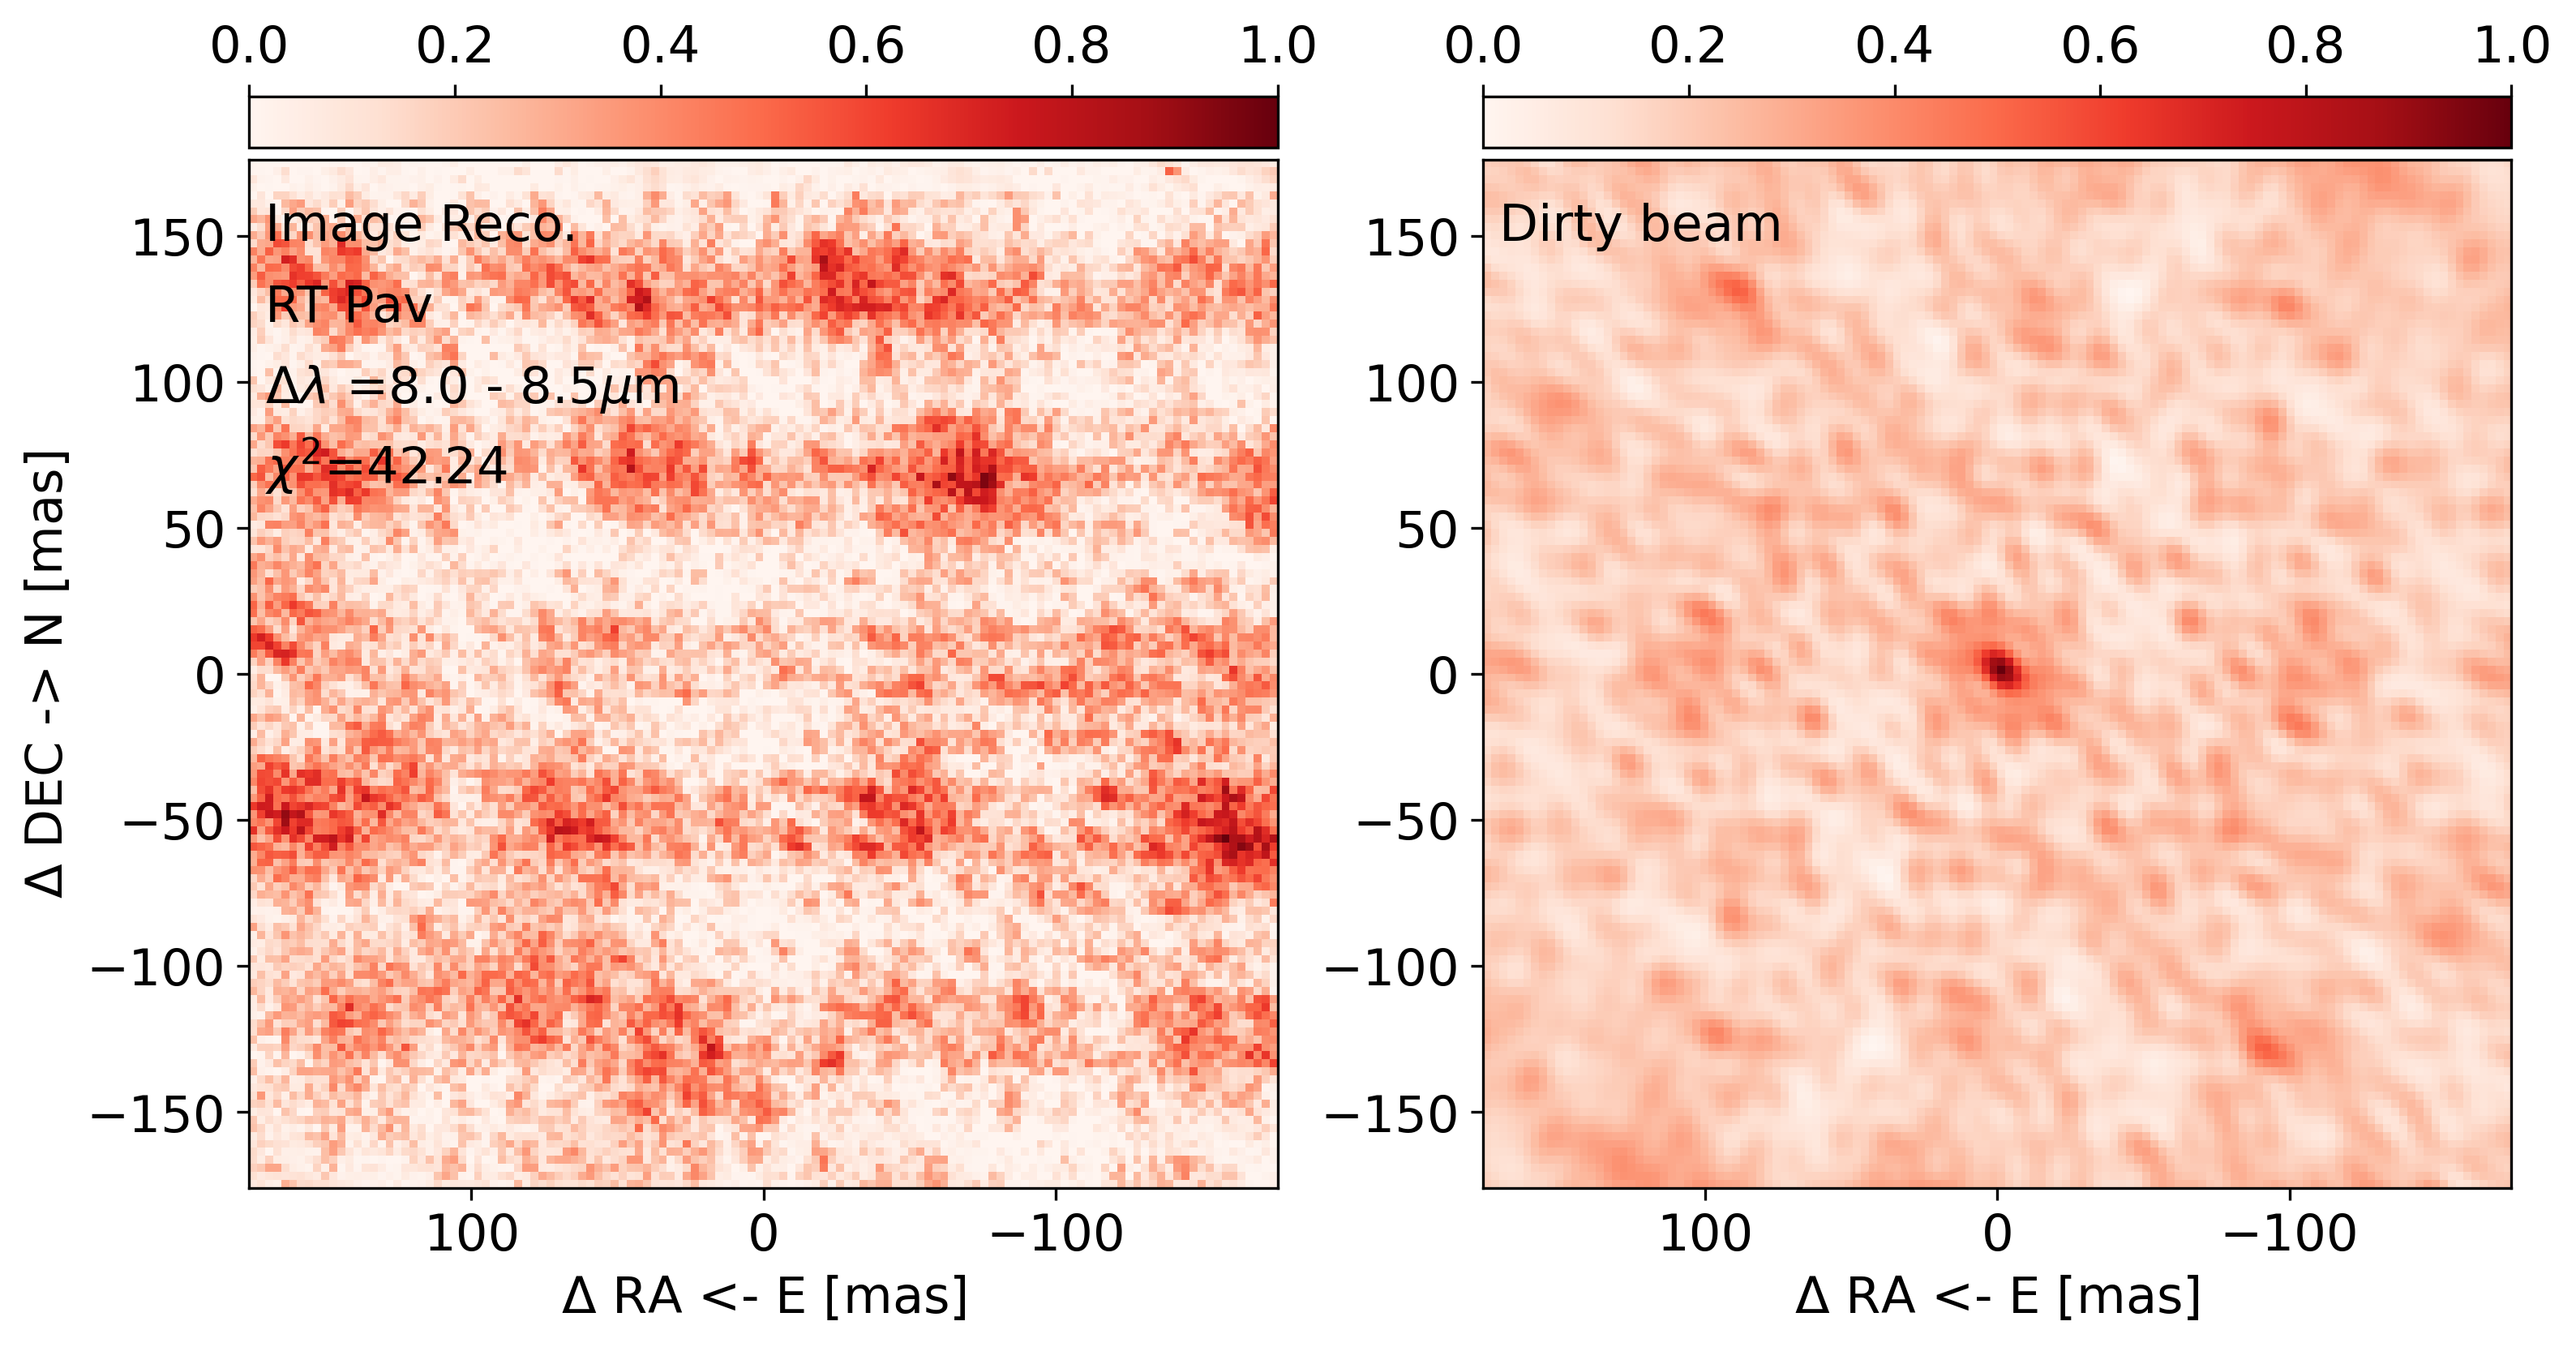 0.0 0.2 0.4 0.6 0.8 1.0
0.0 0.2 0.4 0.6 0.8 1.0
Image Reco.
RT Pav
Δλ =8.0 - 8.5μm
χ²=42.24
150
100
50
0
−50
−100
−150
Δ DEC -> N [mas]
100 0 −100
Δ RA <- E [mas]
Dirty beam
150
100
50
0
−50
−100
−150
100 0 −100
Δ RA <- E [mas]